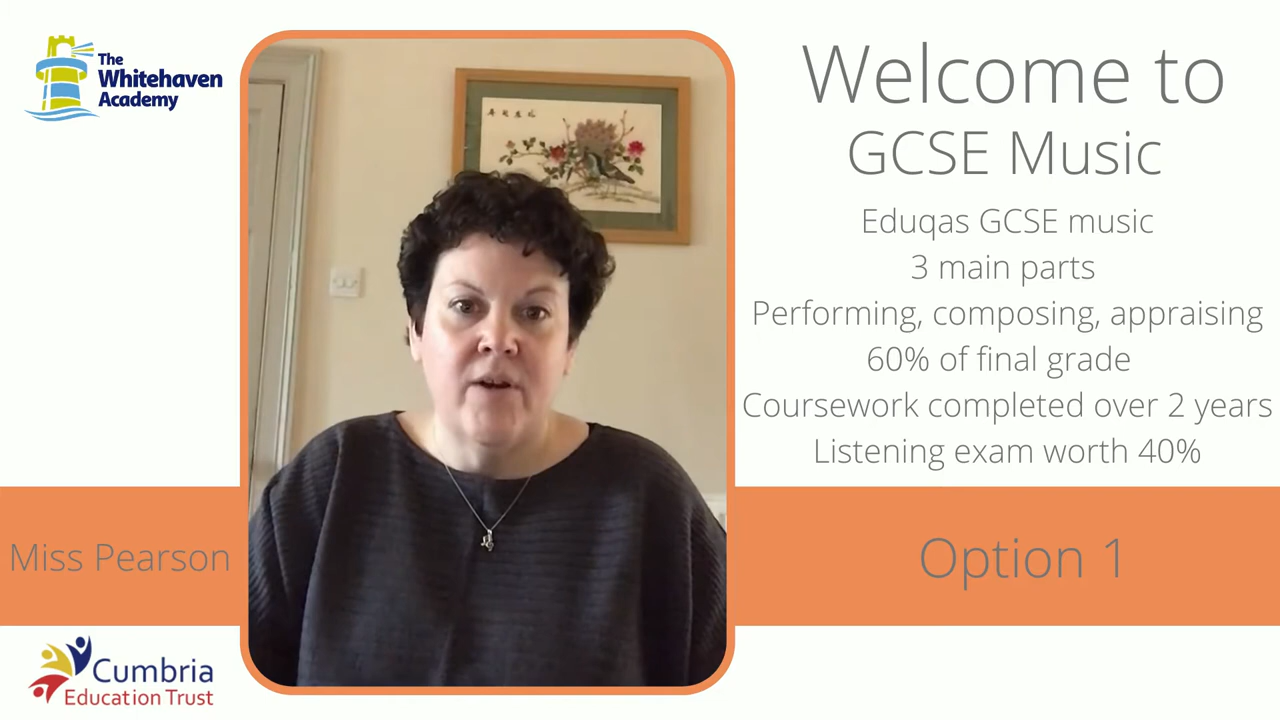 The
Whitehaven
Academy
Welcome to
GCSE Music
Eduqas GCSE music
3 main parts
Performing, composing, appraising
60% of final grade
Coursework completed over 2 years
Listening exam worth 40%
Miss Pearson
Option 1
Cumbria
Education Trust